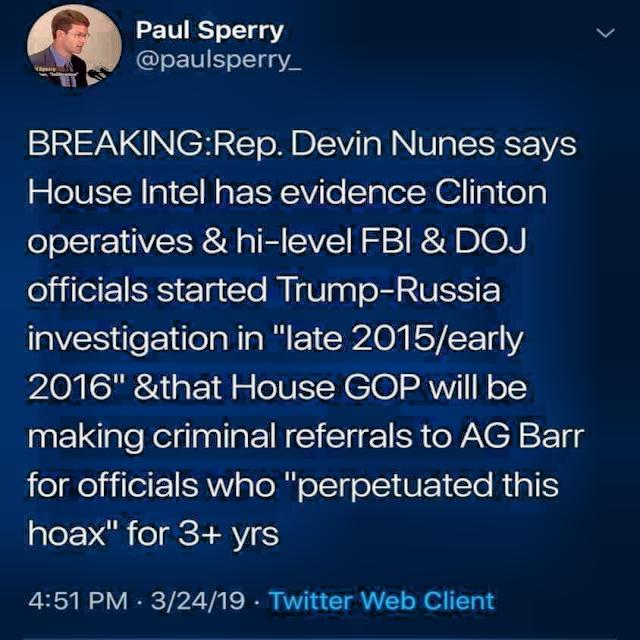 Paul Sperry
@paulsperry_
BREAKING:Rep. Devin Nunes says
House Intel has evidence Clinton
operatives & hi-level FBI & DOJ
officials started Trump-Russia
investigation in "late 2015/early
2016" &that House GOP will be
making criminal referrals to AG Barr
for officials who "perpetuated this
hoax" for 3+ yrs
4:51 PM · 3/24/19 · Twitter Web Client